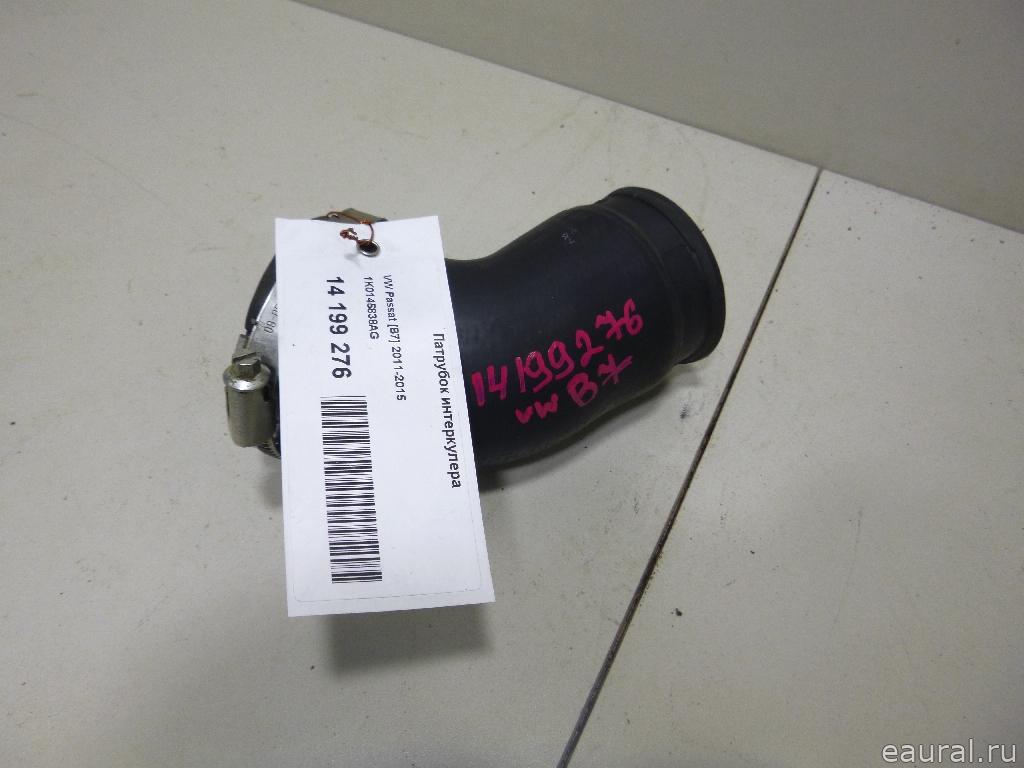 Патрубок интеркулера
VW Passat [B7] 2011-2015
1K0145838AG
14 199 276
14199276
VW B7
eaural.ru